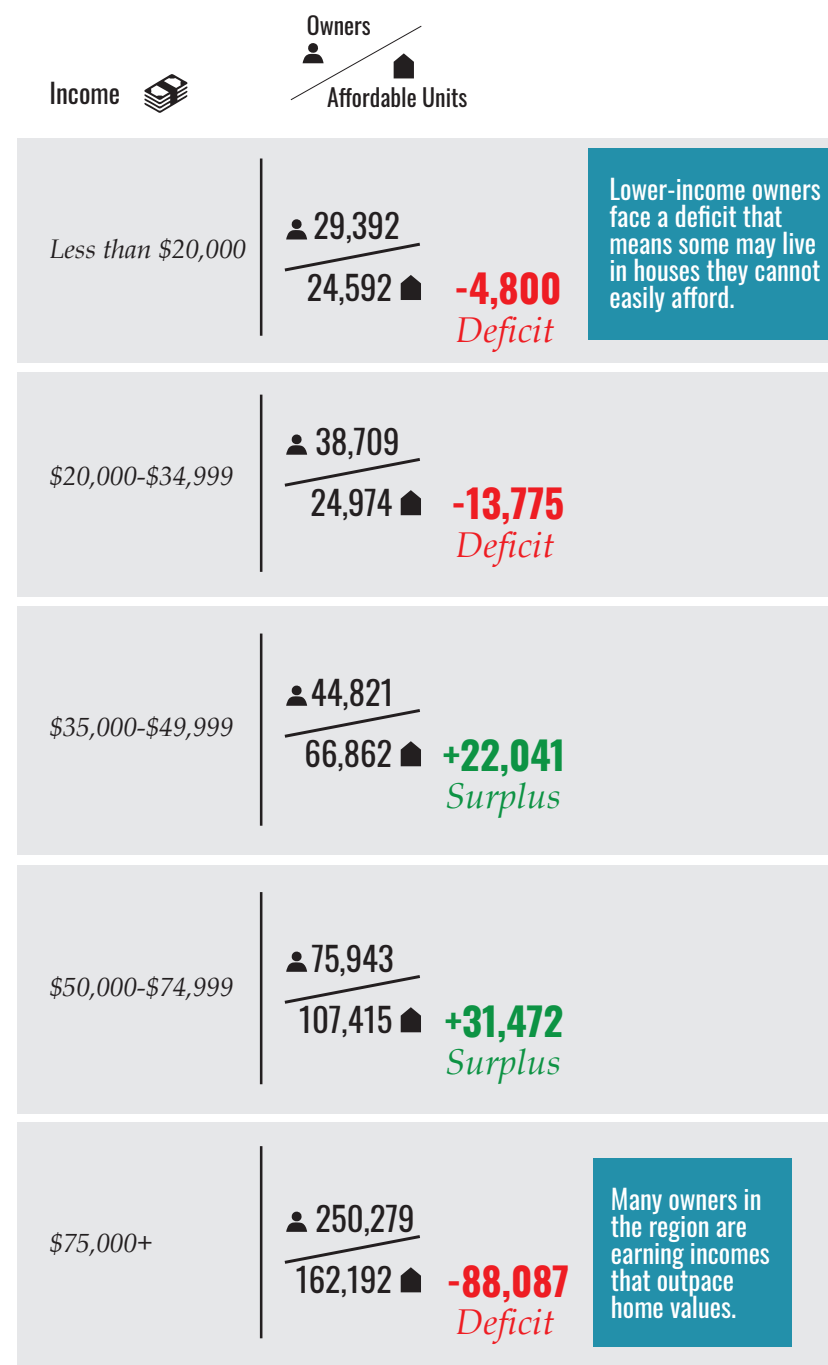 Owners
Income
Affordable Units
Less than $20,000
29,392
24,592
-4,800
Deficit
Lower-income owners
face a deficit that
means some may live
in houses they cannot
easily afford.
$20,000-$34,999
38,709
24,974
-13,775
Deficit
$35,000-$49,999
44,821
66,862
+22,041
Surplus
$50,000-$74,999
75,943
107,415
+31,472
Surplus
$75,000+
250,279
162,192
-88,087
Deficit
Many owners in
the region are
earning incomes
that outpace
home values.